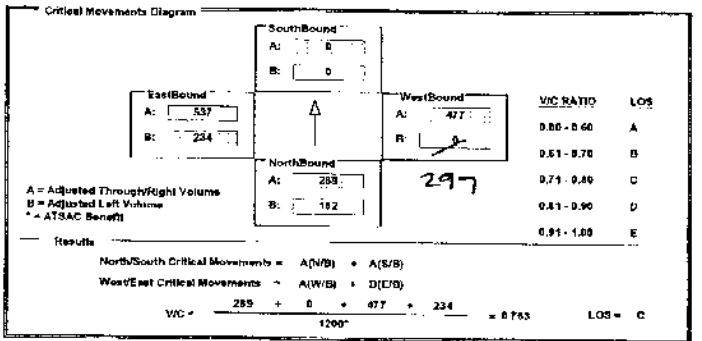 Critical Movements Diagram
SouthBound
A: 0
B: 0
EastBound
A: 537
B: 234
WestBound
A: 477
B: 0
297
NorthBound
A: 289
B: 182
V/C RATIO LOS
0.00 - 0.60 A
0.61 - 0.70 B
0.71 - 0.80 C
0.81 - 0.90 D
0.91 - 1.00 E
A = Adjusted Through/Right Volume
B = Adjusted Left Volume
* = ATSAC Benefit
Results
North/South Critical Movements = A(N/B) + A(S/B)
West/East Critical Movements = A(W/B) + B(E/B)
V/C = 289 + 0 + 477 + 234 = 0.763 LOS = C
1200*